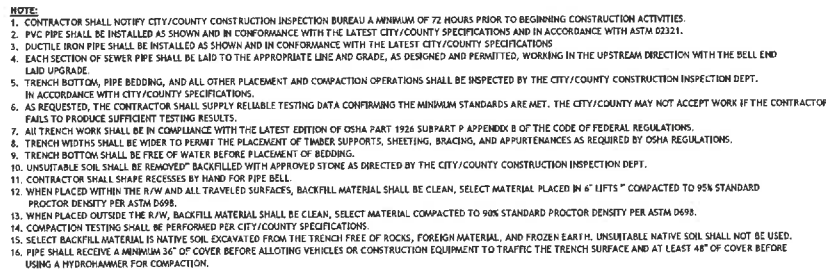 NOTE:
1. CONTRACTOR SHALL NOTIFY CITY/COUNTY CONSTRUCTION INSPECTION BUREAU A MINIMUM OF 72 HOURS PRIOR TO BEGINNING CONSTRUCTION ACTIVITIES.
2. PVC PIPE SHALL BE INSTALLED AS SHOWN AND IN CONFORMANCE WITH THE LATEST CITY/COUNTY SPECIFICATIONS AND IN ACCORDANCE WITH ASTM D2321.
3. DUCTILE IRON PIPE SHALL BE INSTALLED AS SHOWN AND IN CONFORMANCE WITH THE LATEST CITY/COUNTY SPECIFICATIONS
4. EACH SECTION OF SEWER PIPE SHALL BE LAID TO THE APPROPRIATE LINE AND GRADE, AS DESIGNED AND PERMITTED, WORKING IN THE UPSTREAM DIRECTION WITH THE BELL END
LAID UPGRADE.
5. TRENCH BOTTOM, PIPE BEDDING, AND ALL OTHER PLACEMENT AND COMPACTION OPERATIONS SHALL BE INSPECTED BY THE CITY/COUNTY CONSTRUCTION INSPECTION DEPT.
IN ACCORDANCE WITH CITY/COUNTY SPECIFICATIONS.
6. AS REQUESTED, THE CONTRACTOR SHALL SUPPLY RELIABLE TESTING DATA CONFIRMING THE MINIMUM STANDARDS ARE MET. THE CITY/COUNTY MAY NOT ACCEPT WORK IF THE CONTRACTOR
FAILS TO PRODUCE SUFFICIENT TESTING RESULTS.
7. All TRENCH WORK SHALL BE IN COMPLIANCE WITH THE LATEST EDITION OF OSHA PART 1926 SUBPART P APPENDIX B OF THE CODE OF FEDERAL REGULATIONS.
8. TRENCH WIDTHS SHALL BE WIDER TO PERMIT THE PLACEMENT OF TIMBER SUPPORTS, SHEETING, BRACING, AND APPURTENANCES AS REQUIRED BY OSHA REGULATIONS.
9. TRENCH BOTTOM SHALL BE FREE OF WATER BEFORE PLACEMENT OF BEDDING.
10. UNSUITABLE SOIL SHALL BE REMOVED" BACKFILLED WITH APPROVED STONE AS DIRECTED BY THE CITY/COUNTY CONSTRUCTION INSPECTION DEPT.
11. CONTRACTOR SHALL SHAPE RECESSES BY HAND FOR PIPE BELL.
12. WHEN PLACED WITHIN THE R/W AND ALL TRAVELED SURFACES, BACKFILL MATERIAL SHALL BE CLEAN, SELECT MATERIAL PLACED IN 6" LIFTS " COMPACTED TO 95% STANDARD
PROCTOR DENSITY PER ASTM D698.
13. WHEN PLACED OUTSIDE THE R/W, BACKFILL MATERIAL SHALL BE CLEAN, SELECT MATERIAL COMPACTED TO 90% STANDARD PROCTOR DENSITY PER ASTM D698.
14. COMPACTION TESTING SHALL BE PERFORMED PER CITY/COUNTY SPECIFICATIONS.
15. SELECT BACKFILL MATERIAL IS NATIVE SOIL EXCAVATED FROM THE TRENCH FREE OF ROCKS, FOREIGN MATERIAL, AND FROZEN EARTH. UNSUITABLE NATIVE SOIL SHALL NOT BE USED.
16. PIPE SHALL RECEIVE A MINIMUM 36" OF COVER BEFORE ALLOTING VEHICLES OR CONSTRUCTION EQUIPMENT TO TRAFFIC THE TRENCH SURFACE AND AT LEAST 48" OF COVER BEFORE
USING A HYDROHAMMER FOR COMPACTION.